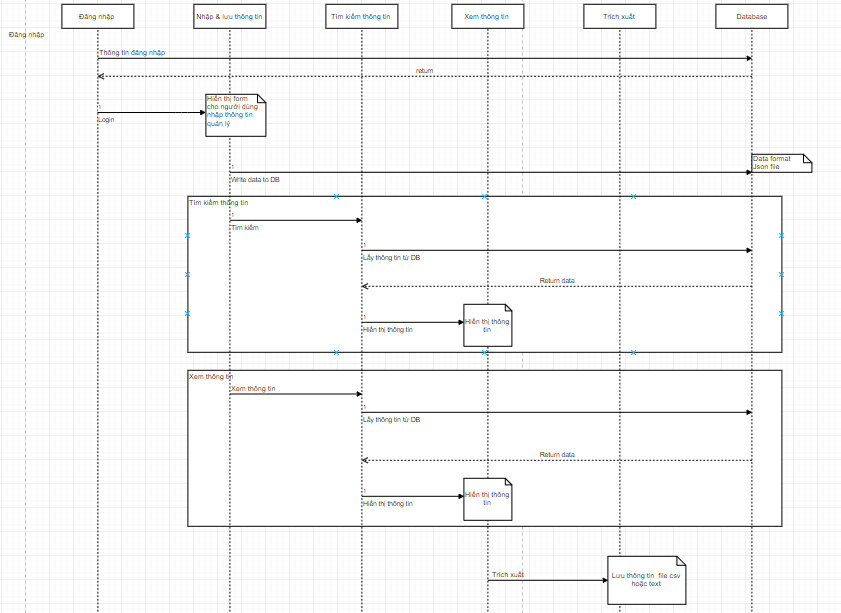 Đăng nhập
Nhập & lưu thông tin
Tìm kiếm thông tin
Xem thông tin
Trích xuất
Database
Đăng nhập
Thông tin đăng nhập
return
1
Login
Hiển thị form
cho người dùng
nhập thông tin
quản lý
Data format
Json file
1
Write data to DB
Tìm kiếm thông tin
1
Tìm kiếm
1
Lấy thông tin từ DB
Return data
1
Hiển thị thông tin
Hiển thị thông
tin
Xem thông tin
Xem thông tin
1
Lấy thông tin từ DB
Return data
1
Hiển thị thông tin
Hiển thị thông
tin
Trích xuất
Lưu thông tin file csv
hoặc text